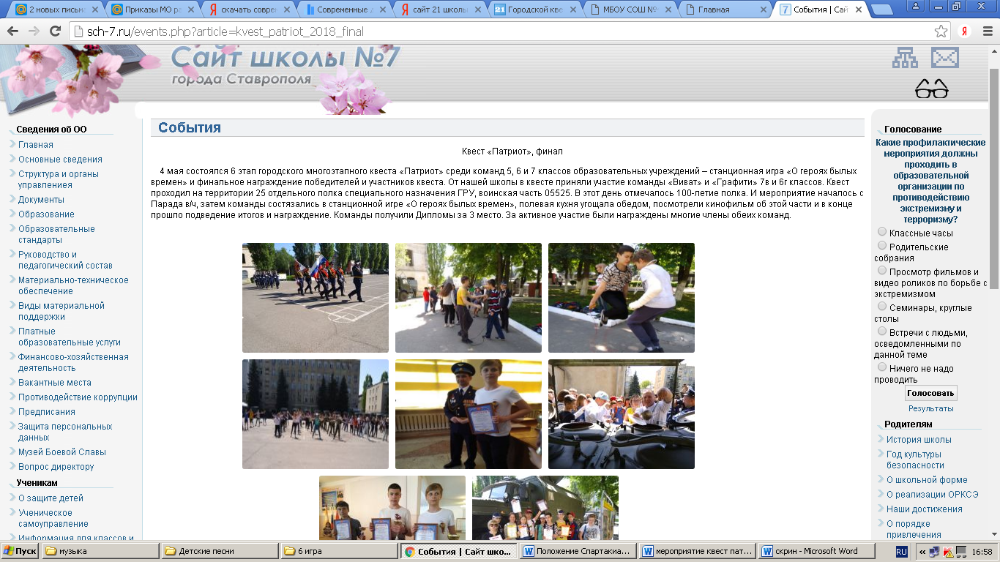 2 новых письма
Приказы МО ра
скачать соврем
Современные д
сайт 21 школы
Городской кве
МБОУ СОШ №
Главная
События | Сай
sch-7.ru/events.php?article=kvest_patriot_2018_final
Сайт школы №7
города Ставрополя
Сведения об ОО
Главная
Основные сведения
Структура и органы
управлениея
Документы
Образование
Образовательные
стандарты
Руководство и
педагогический состав
Материально-техническое
обеспечение
Виды материальной
поддержки
Платные
образовательные услуги
Финансово-хозяйственная
деятельность
Вакантные места
Противодействие коррупции
Предписания
Защита персональных
данных
Музей Боевой Славы
Вопрос директору
Ученикам
О защите детей
Ученическое
самоуправление
Информация для классов и
События
Квест «Патриот», финал
4 мая состоялся 6 этап городского многоэтапного квеста «Патриот» среди команд 5, 6 и 7 классов образовательных учреждений – станционная игра «О героях былых
времен» и финальное награждение победителей и участников квеста. От нашей школы в квесте приняли участие команды «Виват» и «Графити» 7в и 6г классов. Квест
проходил на территории 25 отдельного полка специального назначения ГРУ, воинская часть 05525. В этот день отмечалось 100-летие полка. И мероприятие началось с
Парада в/ч, затем команды состязались в станционной игре «О героях былых времен», полевая кухня угощала обедом, посмотрели кинофильм об этой части и в конце
прошло подведение итогов и награждение. Команды получили Дипломы за 3 место. За активное участие были награждены многие члены обеих команд.
Голосование
Какие профилактические
мероприятия должны
проходить в
образовательной
организации по
противодействию
экстремизму и
терроризму?
Классные часы
Родительские
собрания
Просмотр фильмов и
видео роликов по борьбе с
экстремизмом
Семинары, круглые
столы
Встречи с людьми,
осведомленными по
данной теме
Ничего не надо
проводить
Голосовать
Результаты
Родителям
История школы
Год культуры
безопасности
О школьной форме
О реализации ОРКСЭ
Наши достижения
О порядке
привлечения
Пуск
музыка
Детские песни
6 игра
События | Сайт шко...
Положение Спартакиа...
мероприятие квест пат...
скрин - Microsoft Word
RU
16:58